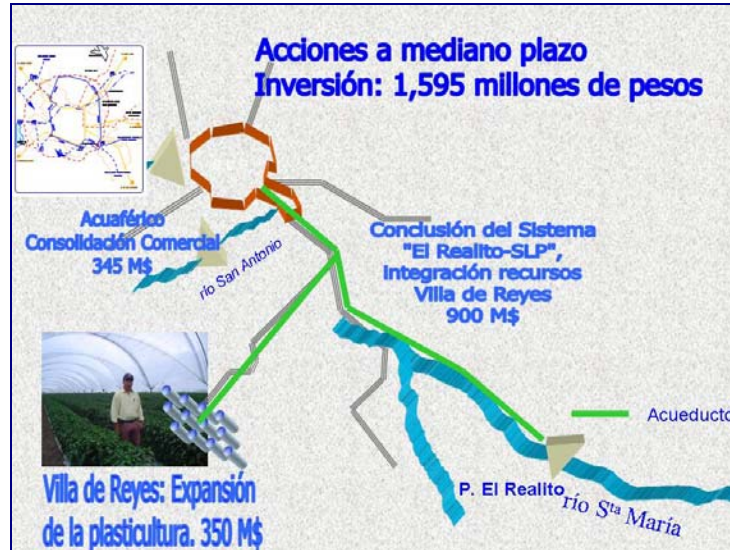 Acciones a mediano plazo
Inversión: 1,595 millones de pesos
Acuaférico
Consolidación Comercial
345 M$
río San Antonio
Conclusión del Sistema
"El Realito-SLP",
integración recursos
Villa de Reyes
900 M$
Acueducto
P. El Realito
río Sta María
Villa de Reyes: Expansión
de la plasticultura. 350 M$